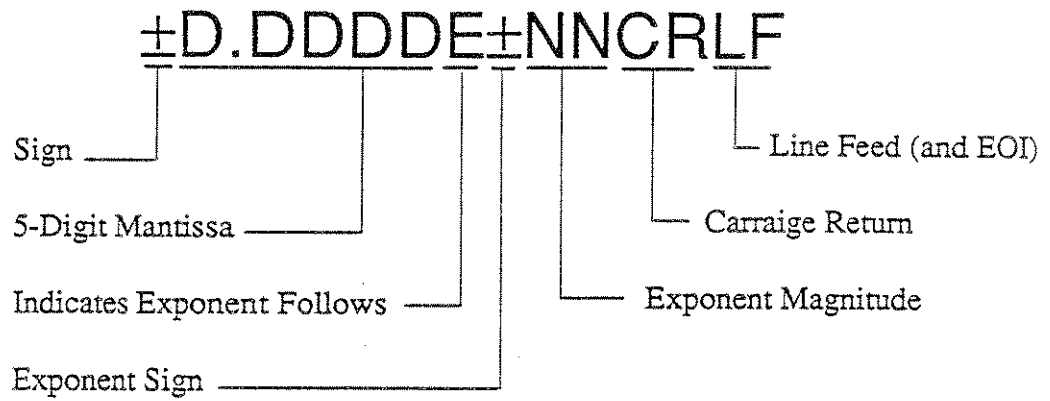 ±D.DDDDE±NNCRLF
Sign
Line Feed (and EOI)
5-Digit Mantissa
Carraige Return
Indicates Exponent Follows
Exponent Magnitude
Exponent Sign